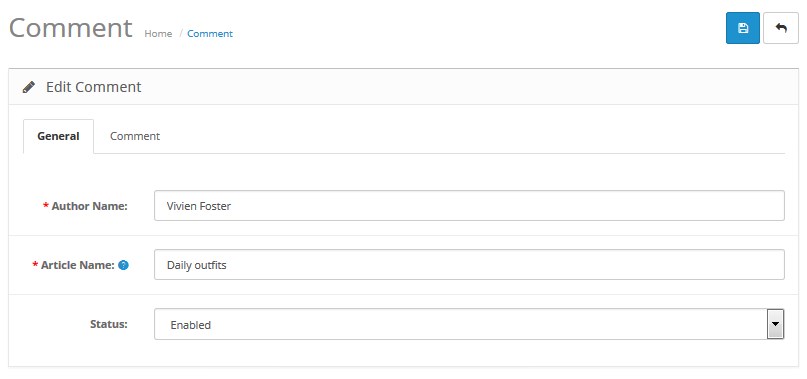 Comment Home / Comment
Edit Comment
General Comment
* Author Name: Vivien Foster
* Article Name: ? Daily outfits
Status: Enabled